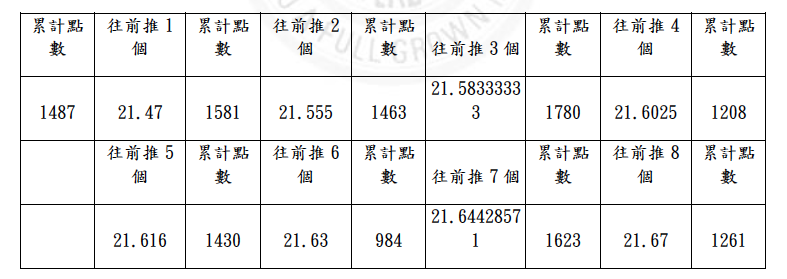 累計點數 往前推 1 個 累計點數 往前推 2 個 累計點數 往前推 3 個 累計點數 往前推 4 個 累計點數
1487 21.47 1581 21.555 1463 21.58333333 1780 21.6025 1208
往前推 5 個 累計點數 往前推 6 個 累計點數 往前推 7 個 累計點數 往前推 8 個 累計點數
21.616 1430 21.63 984 21.64428571 1623 21.67 1261